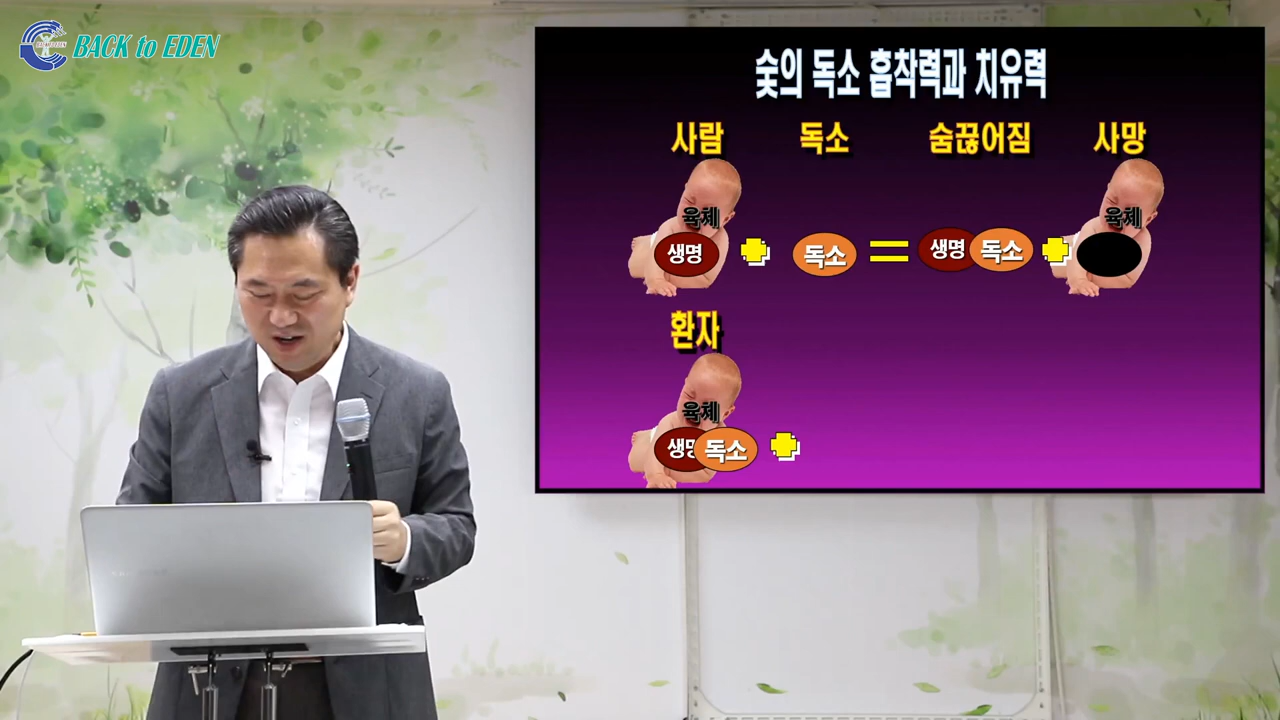 BACK to EDEN
숯의 독소 흡착력과 치유력
사람 독소 숨끊어짐 사망
육체 육체
생명 독소 생명 독소
환자
육체
생명 독소